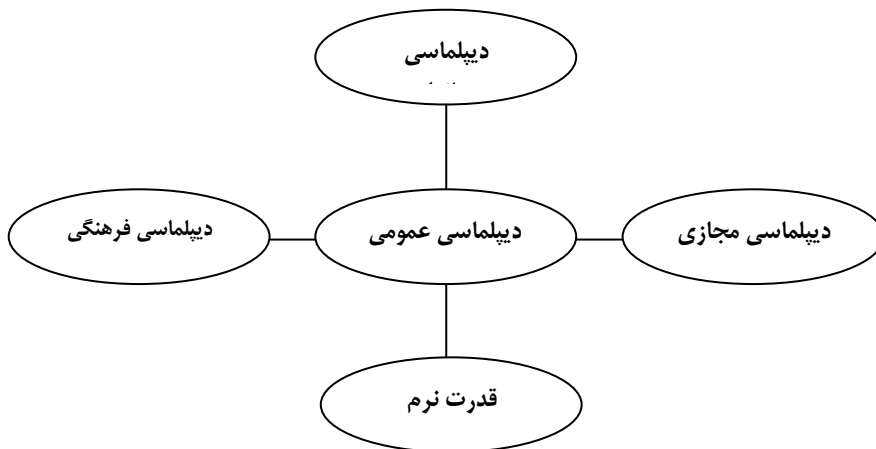 دیپلماسی
دیپلماسی مجازی
دیپلماسی عمومی
دیپلماسی فرهنگی
قدرت نرم